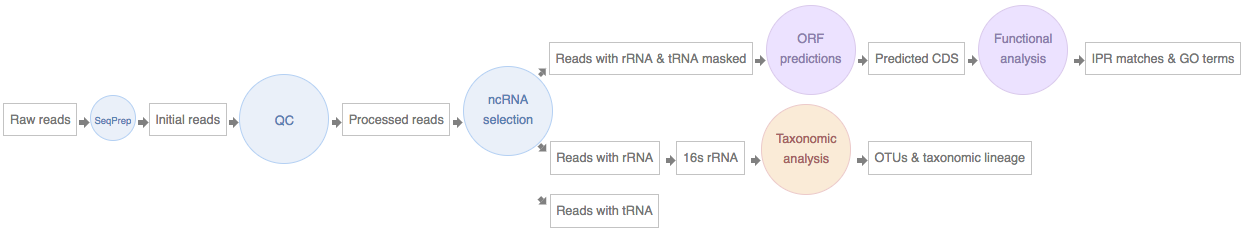 Raw reads
SeqPrep
Initial reads
QC
Processed reads
ncRNA
selection
Reads with rRNA & tRNA masked
ORF
predictions
Predicted CDS
Functional
analysis
IPR matches & GO terms
Reads with rRNA
16s rRNA
Taxonomic
analysis
OTUs & taxonomic lineage
Reads with tRNA